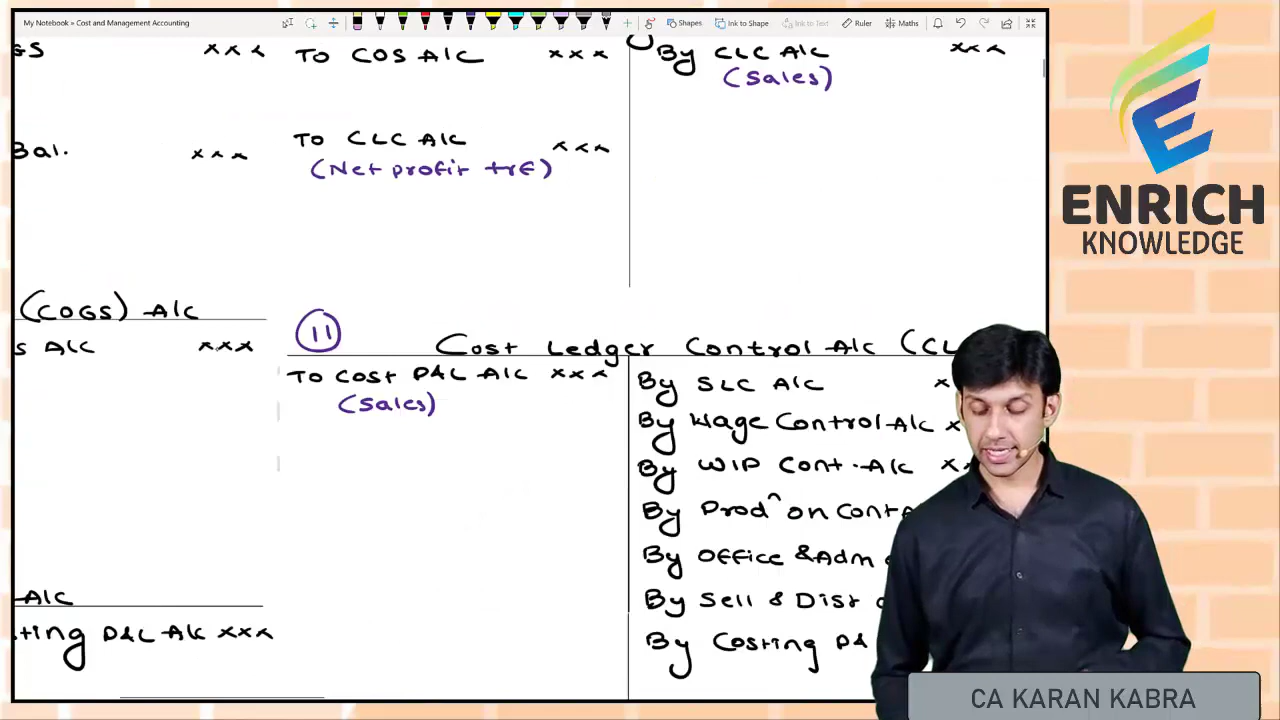 My Notebook » Cost and Management Accounting
Shapes
Ink to Shape
Ink to Text
Ruler
Maths
GS xxx
To COS A/c xxx
By CLC A/c xxx
(Sales)
Bal. xxx
To CLC A/c xxx
(Net profit trf)
(COGS) A/c
s A/c xxx
11
Cost Ledger Control A/c (CL
To Cost P&L A/c xxx
(Sales)
By SLC A/c x
By Wage Control A/c x
By WIP Cont. A/c xx
By Prodn OH Cont
By Office & Adm
By Sell & Dist
By Costing P&
A/c
ting P&L A/c xxx
ENRICH
KNOWLEDGE
CA KARAN KABRA